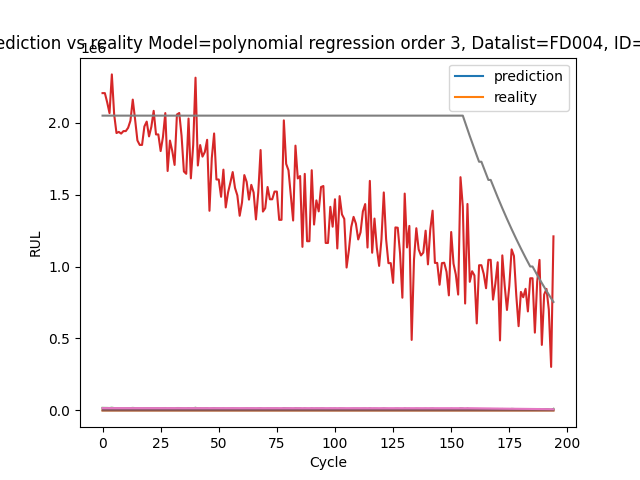 ediction vs reality Model=polynomial regression order 3, Datalist=FD004, ID=
1e6
prediction
reality
2.0
1.5
1.0
0.5
0.0
RUL
0 25 50 75 100 125 150 175 200
Cycle